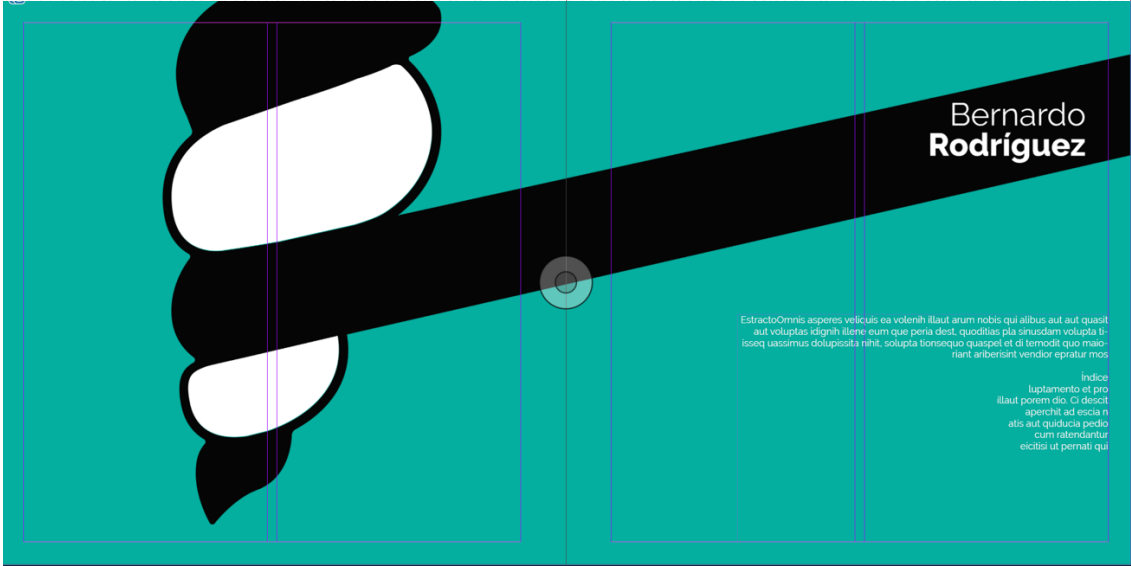 Bernardo
Rodríguez
EstractoOmnis asperes velicuis ea volenih illaut arum nobis qui alibus aut aut quasit
aut voluptas idignih illene eum que peria dest, quoditias pla sinusdam volupta ti-
isseq uassimus dolupissita nihit, solupta tionsequo quaspel et di temodit quo maio-
riant ariberisint vendior epratur mos
Índice
luptamento et pro
illaut porem dio. Ci descit
aperchit ad escia n
atis aut quiducia pedio
cum ratendantur
eicitisi ut pernati qui